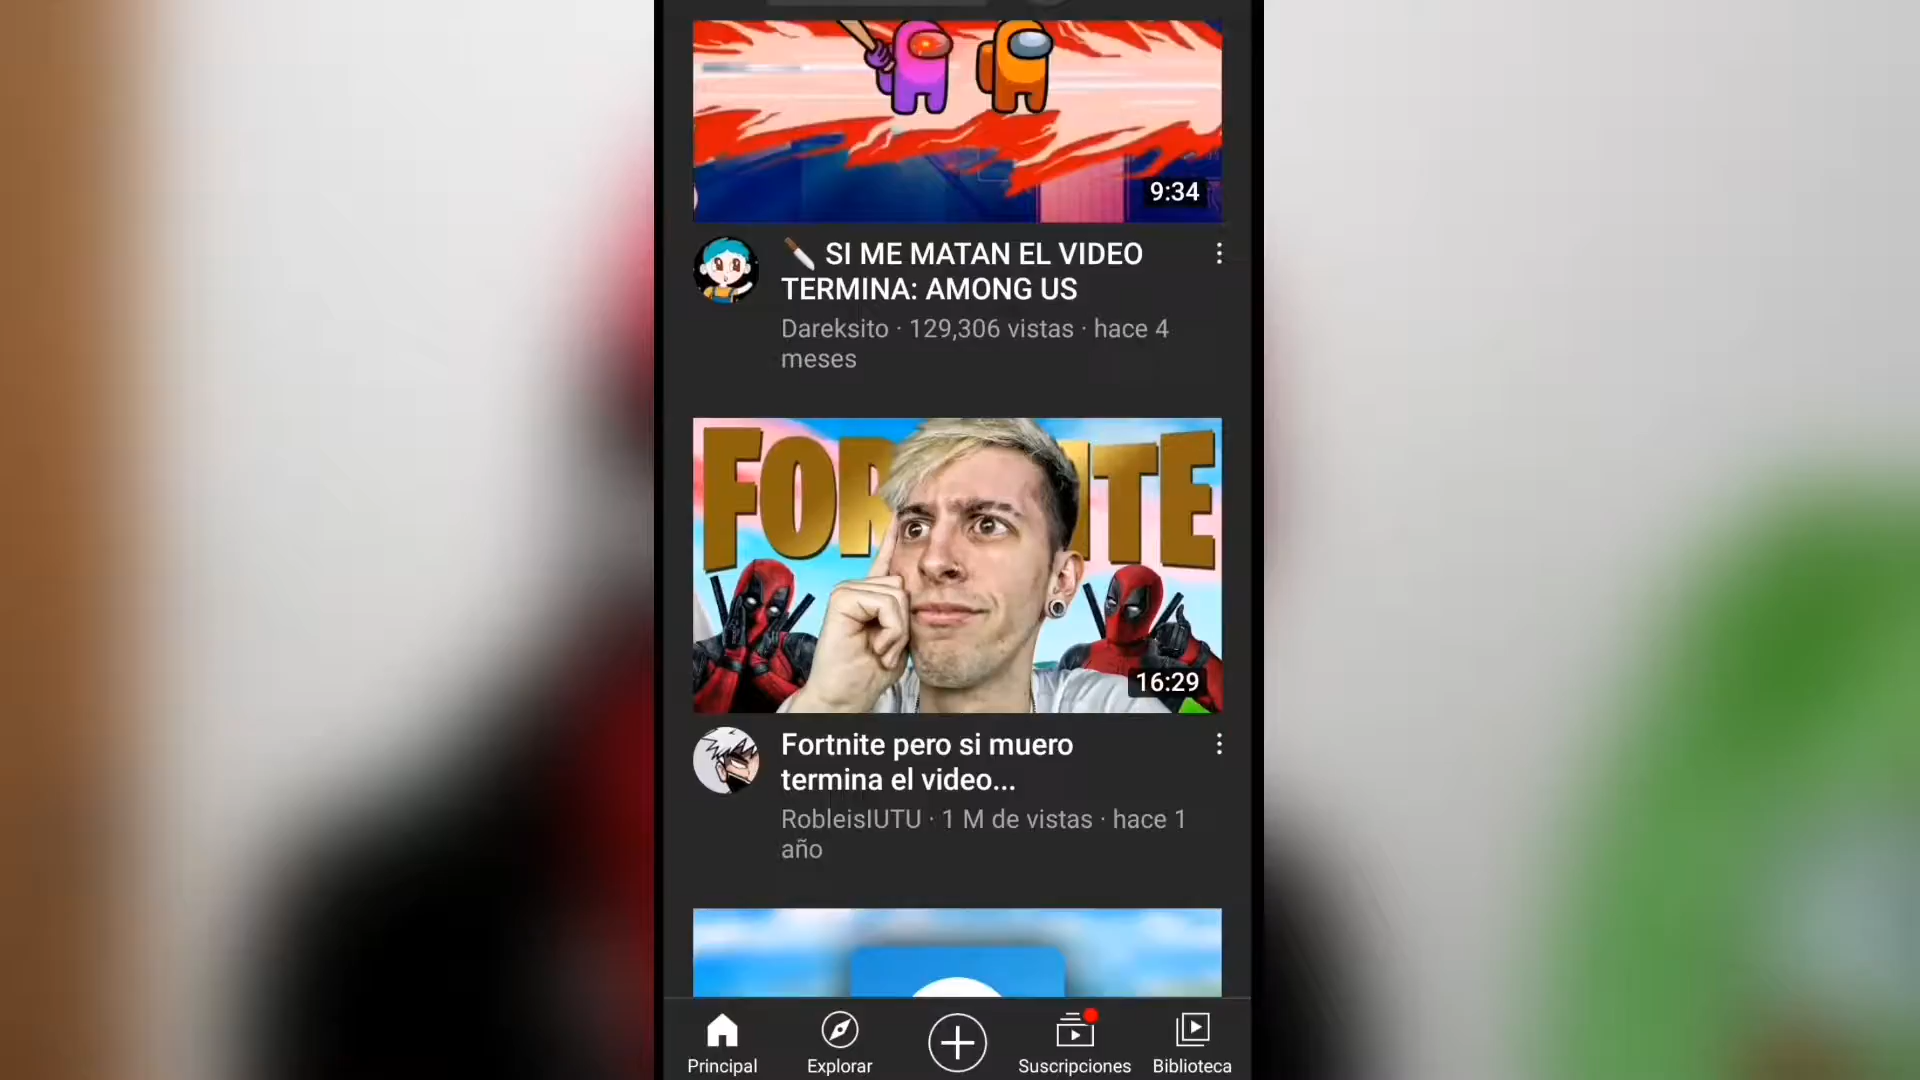 9:34
SI ME MATAN EL VIDEO
TERMINA: AMONG US
Dareksito · 129,306 vistas · hace 4
meses
FOR ITE
16:29
Fortnite pero si muero
termina el video...
RobleisIUTU · 1 M de vistas · hace 1
año
Principal
Explorar
Suscripciones
Biblioteca